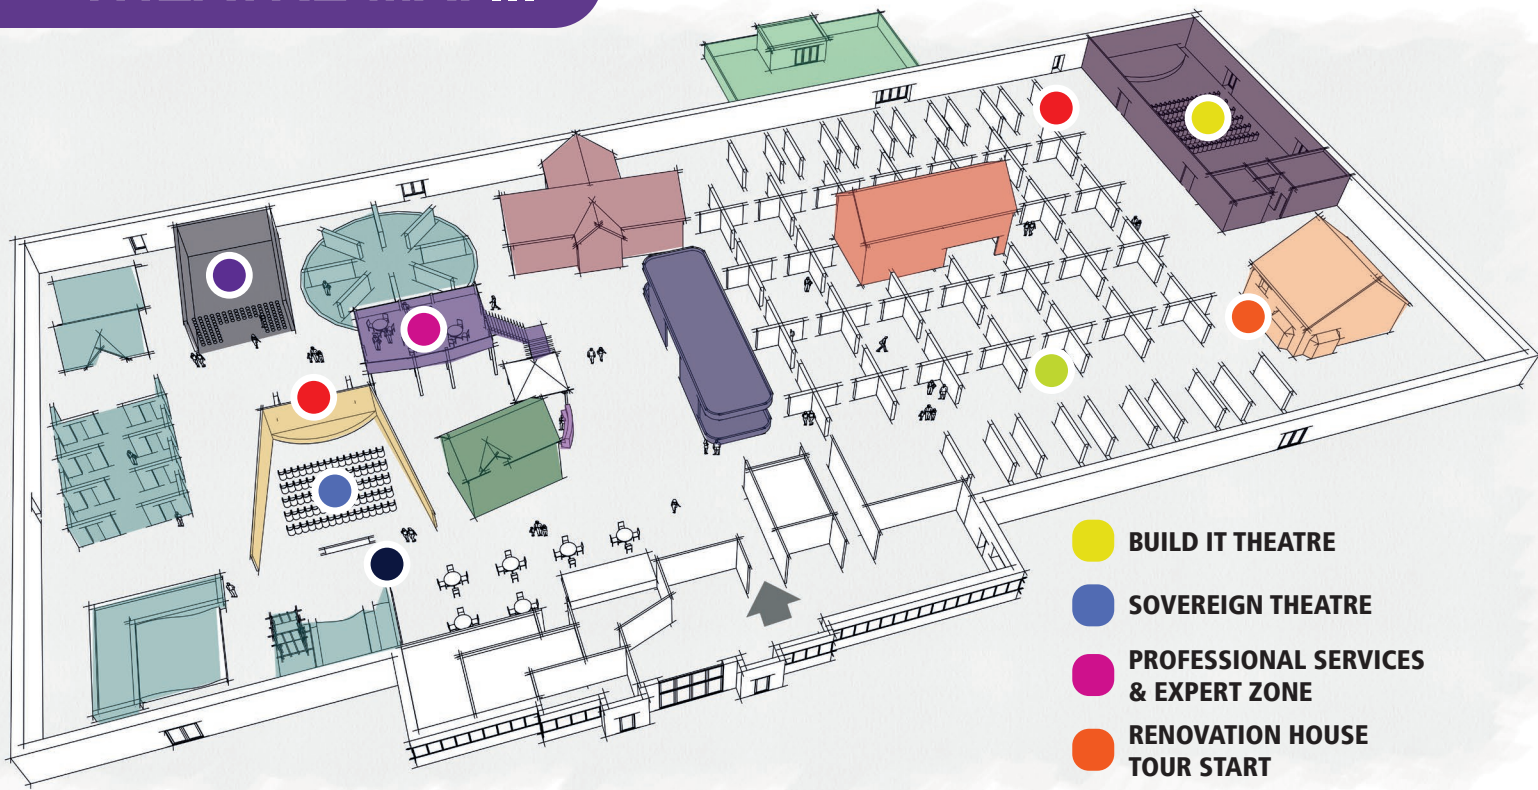 BUILD IT THEATRE
SOVEREIGN THEATRE
PROFESSIONAL SERVICES
& EXPERT ZONE
RENOVATION HOUSE
TOUR START